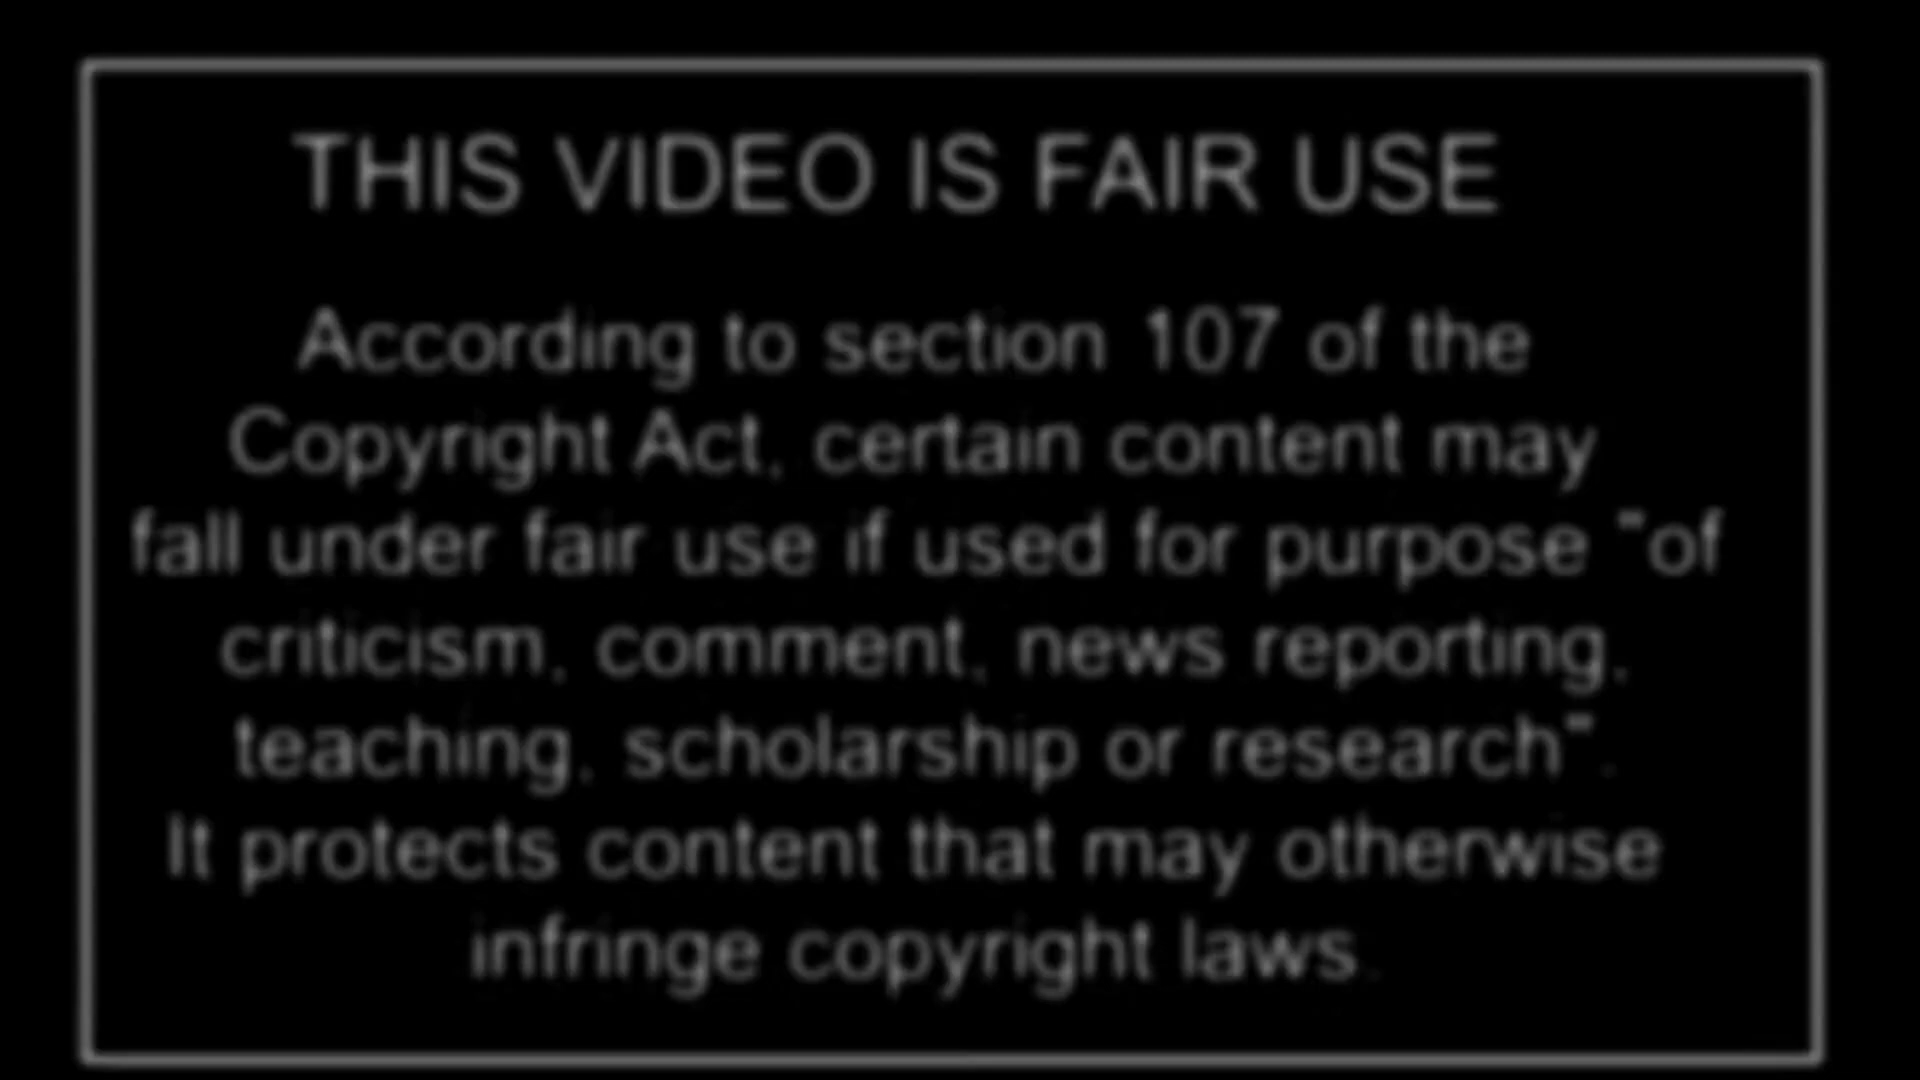 THIS VIDEO IS FAIR USE
According to section 107 of the
Copyright Act, certain content may
fall under fair use if used for purpose "of
criticism, comment, news reporting,
teaching, scholarship or research".
It protects content that may otherwise
infringe copyright laws.